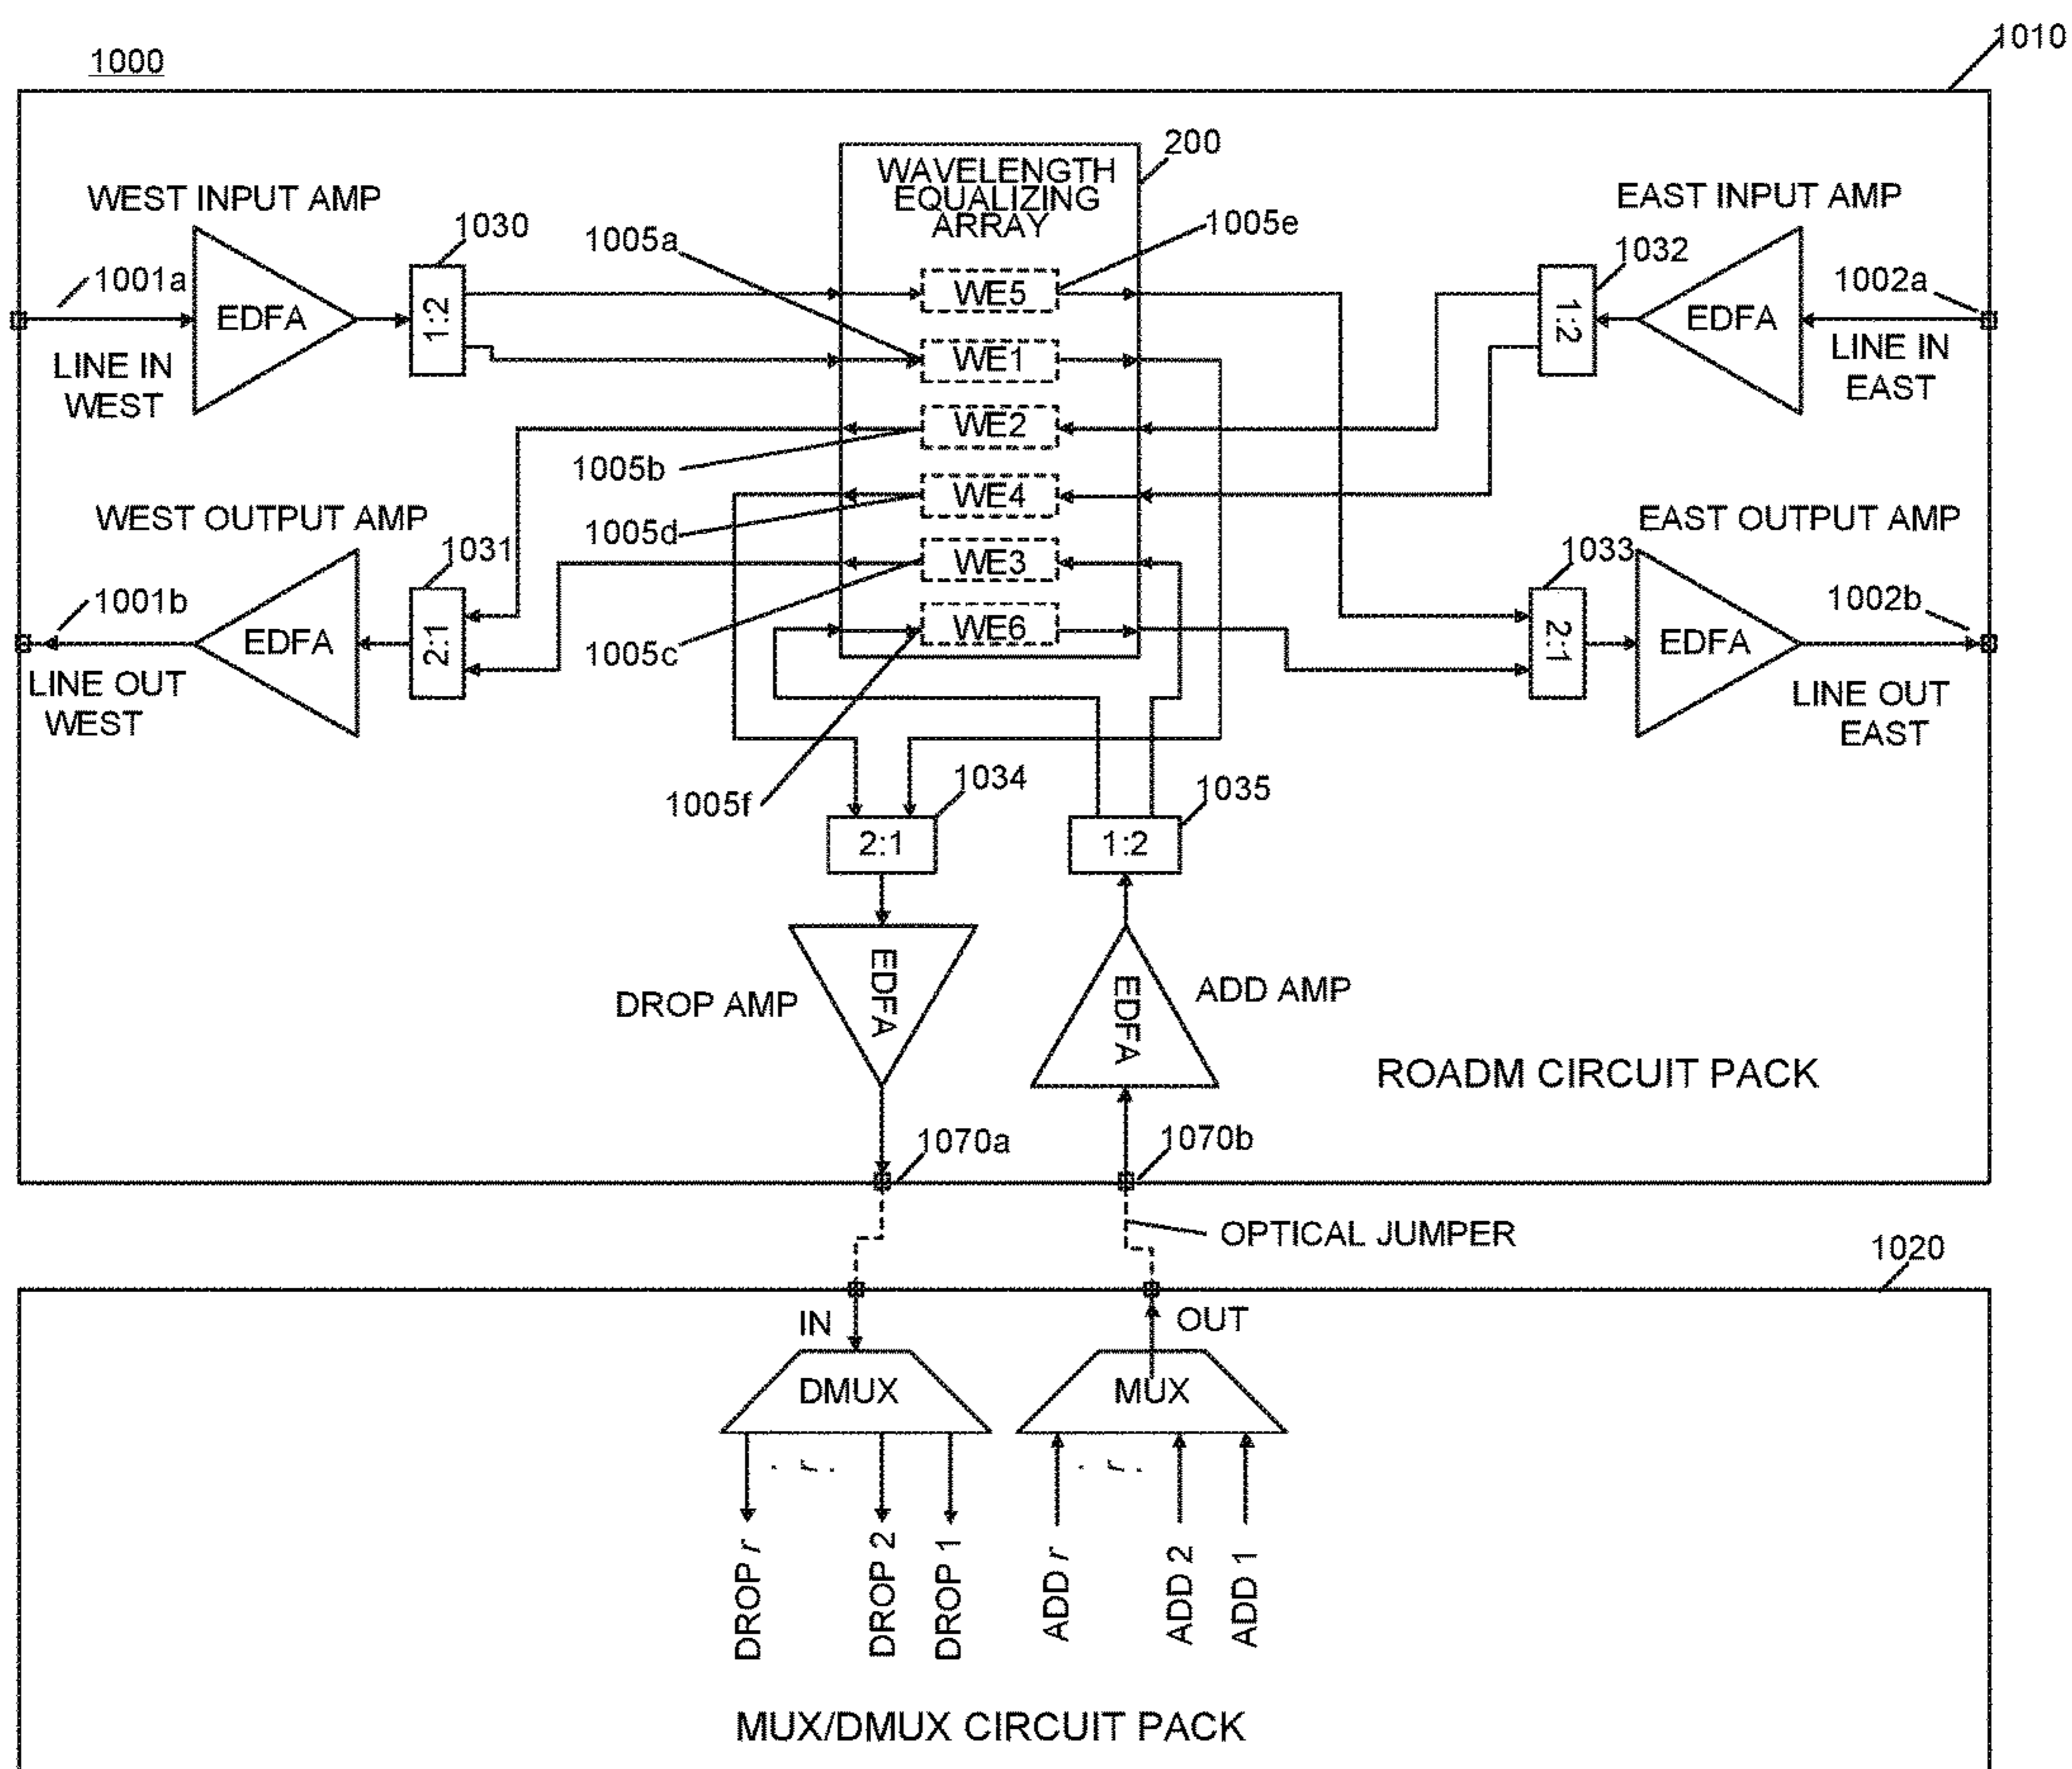 1000
1010
200
WAVELENGTH
EQUALIZING
ARRAY
WEST INPUT AMP
EAST INPUT AMP
1030
1005a
1005e
1032
1001a
1002a
EDFA
1:2
WE5
1:2
EDFA
LINE IN
WEST
WE1
LINE IN
EAST
WE2
1005b
WE4
1005d
WEST OUTPUT AMP
EAST OUTPUT AMP
1031
1033
WE3
1001b
1002b
EDFA
2:1
1005c
WE6
2:1
EDFA
LINE OUT
WEST
LINE OUT
EAST
1005f
1034
1035
2:1
1:2
DROP AMP
EDFA
EDFA
ADD AMP
ROADM CIRCUIT PACK
1070a
1070b
OPTICAL JUMPER
1020
IN
OUT
DMUX
MUX
. r .
. r .
DROP r
DROP 2
DROP 1
ADD r
ADD 2
ADD 1
MUX/DMUX CIRCUIT PACK